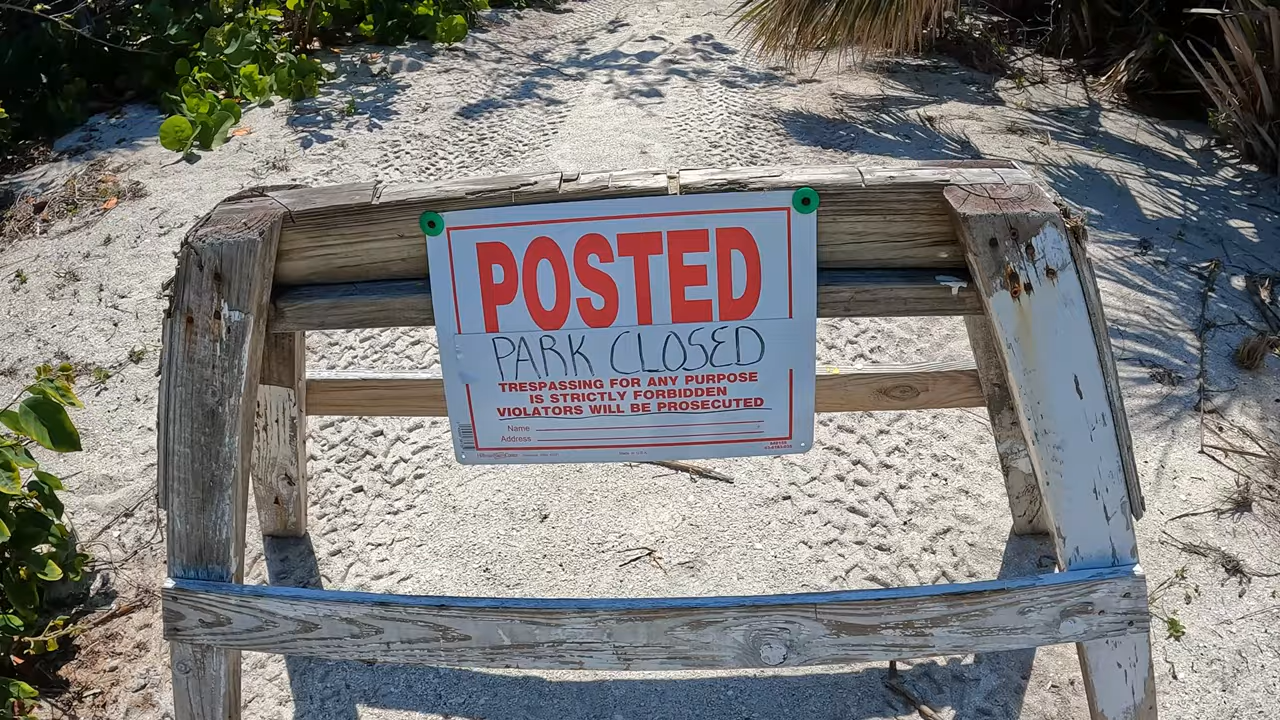 POSTED
PARK CLOSED
TRESPASSING FOR ANY PURPOSE
IS STRICTLY FORBIDDEN
VIOLATORS WILL BE PROSECUTED
Name
Address